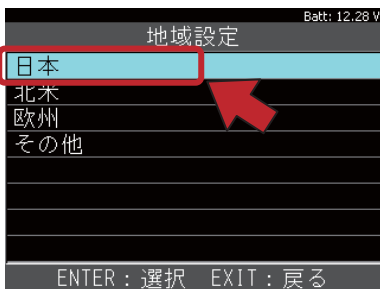 Batt: 12.28 V
地域設定
日本
北米
欧州
その他
ENTER：選択 EXIT：戻る